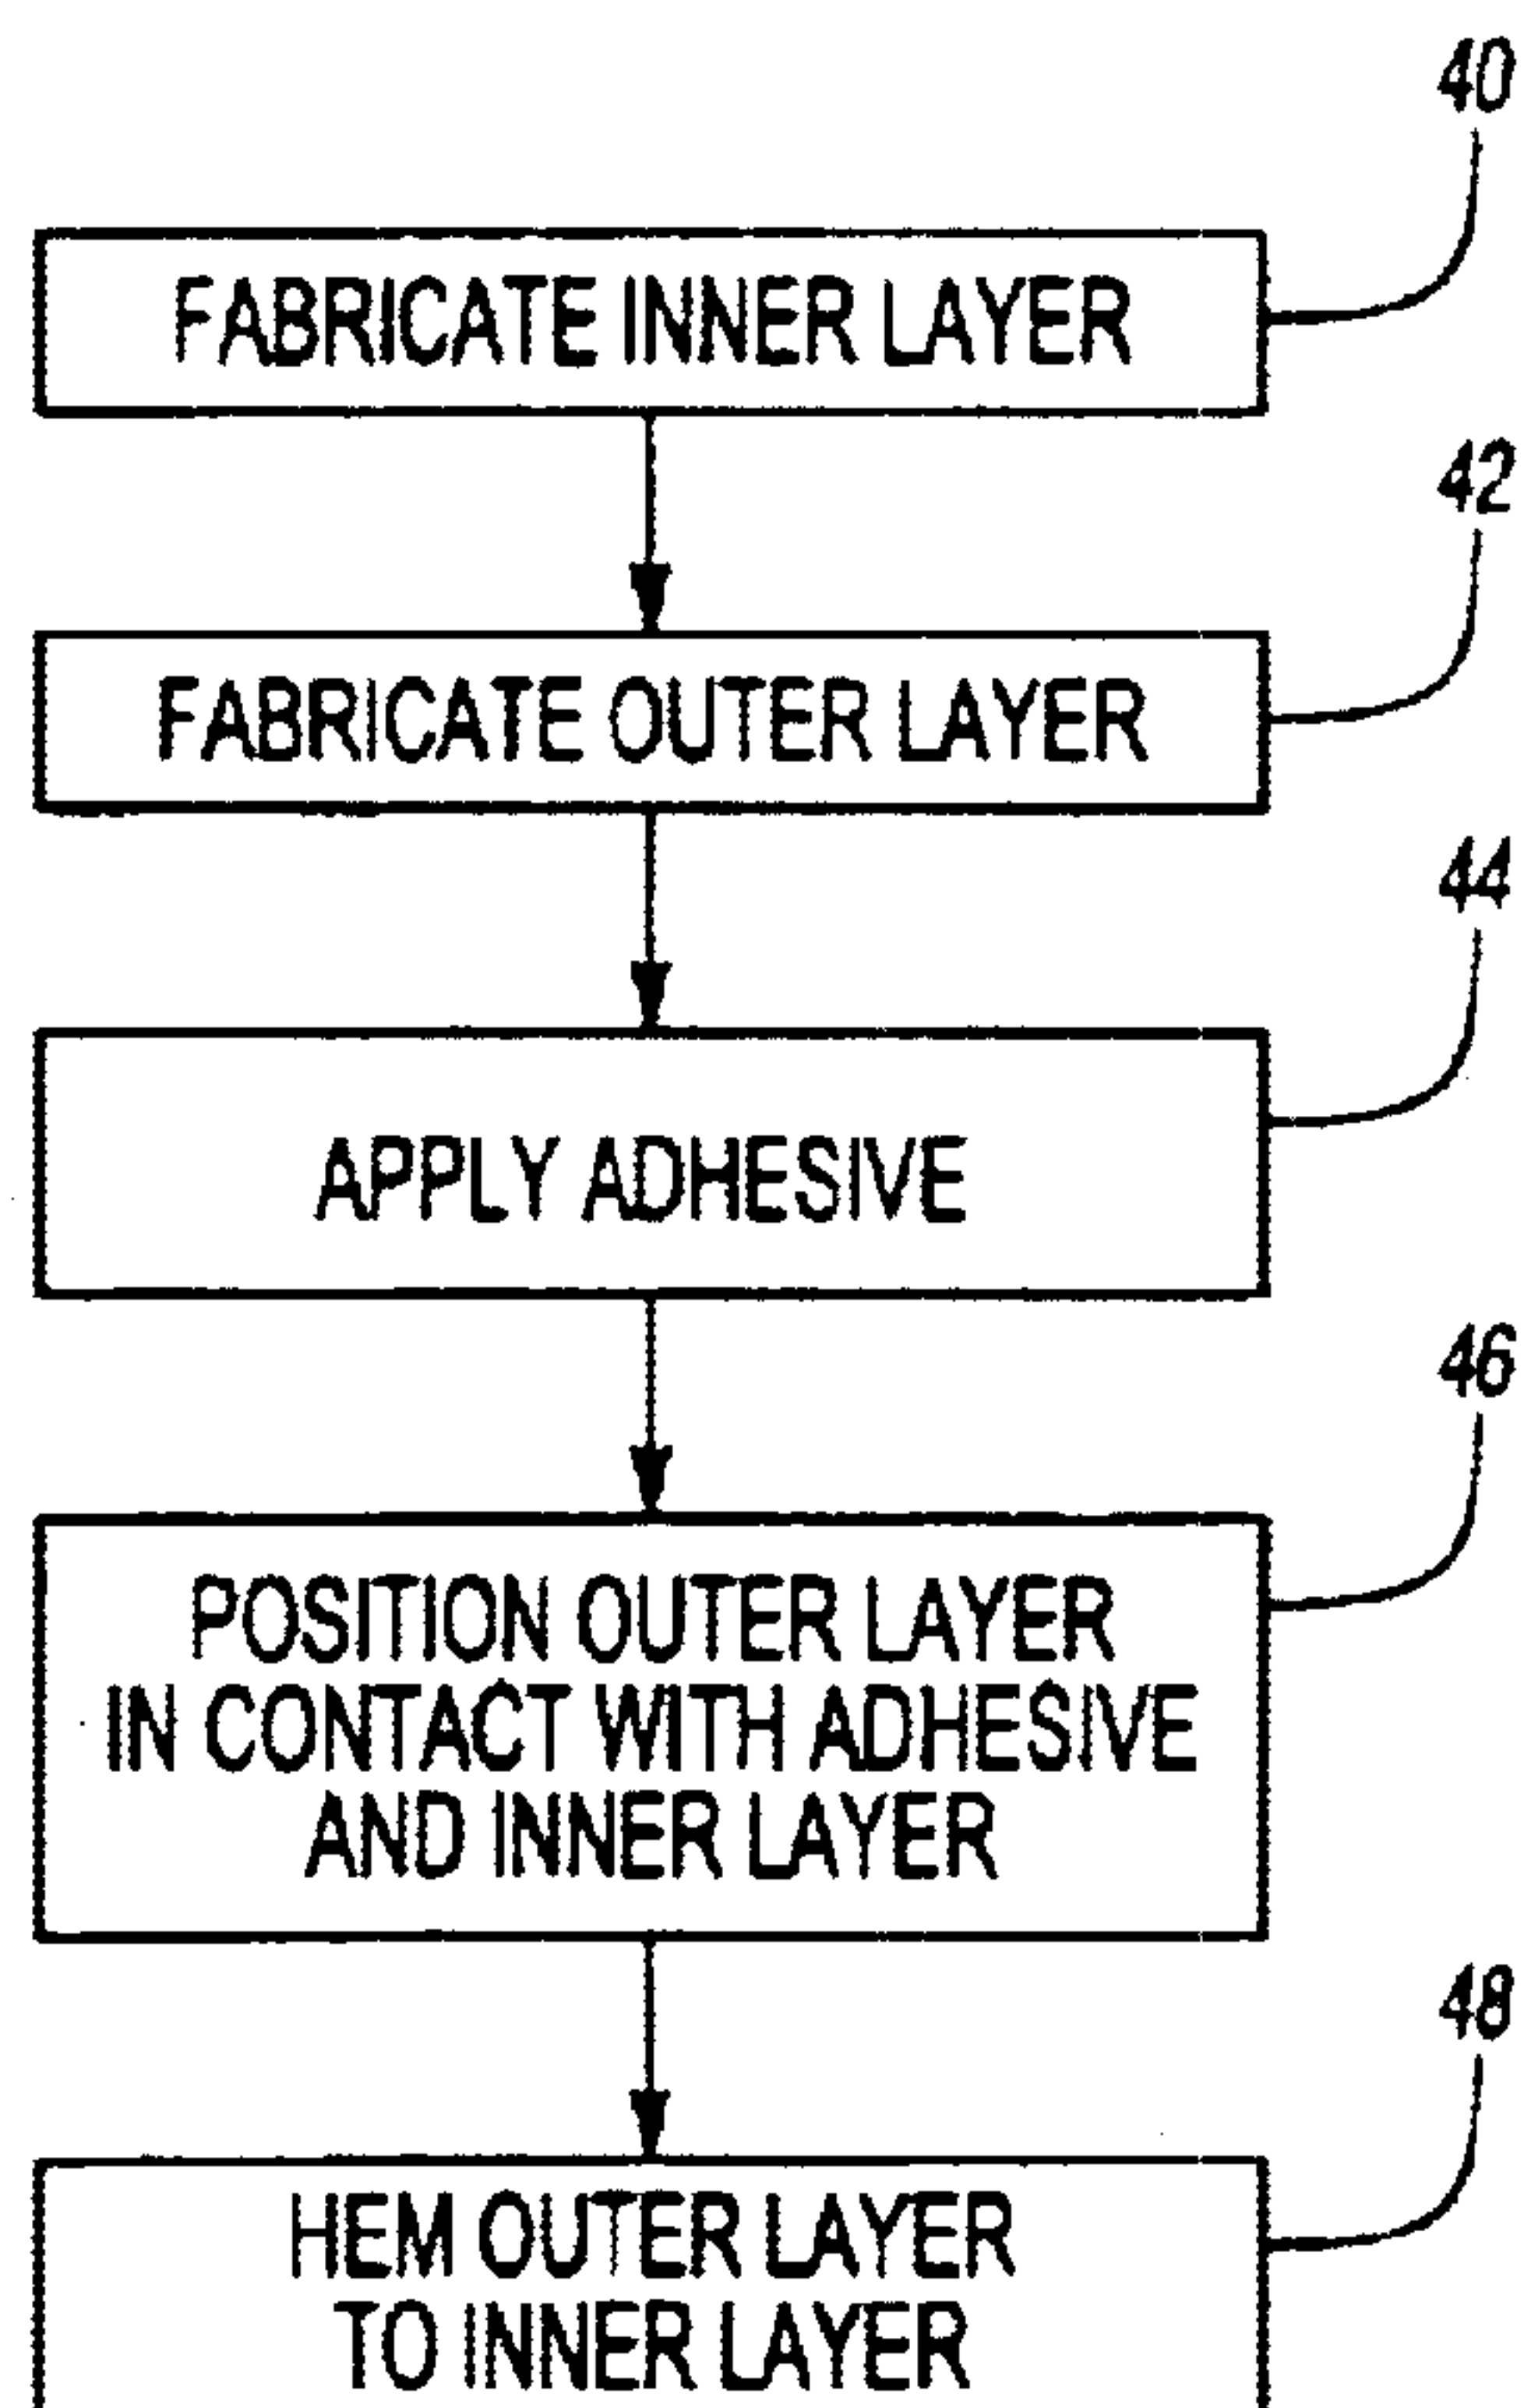 40
FABRICATE INNER LAYER
42
FABRICATE OUTER LAYER
44
APPLY ADHESIVE
46
POSITION OUTER LAYER
IN CONTACT WITH ADHESIVE
AND INNER LAYER
48
HEM OUTER LAYER
TO INNER LAYER